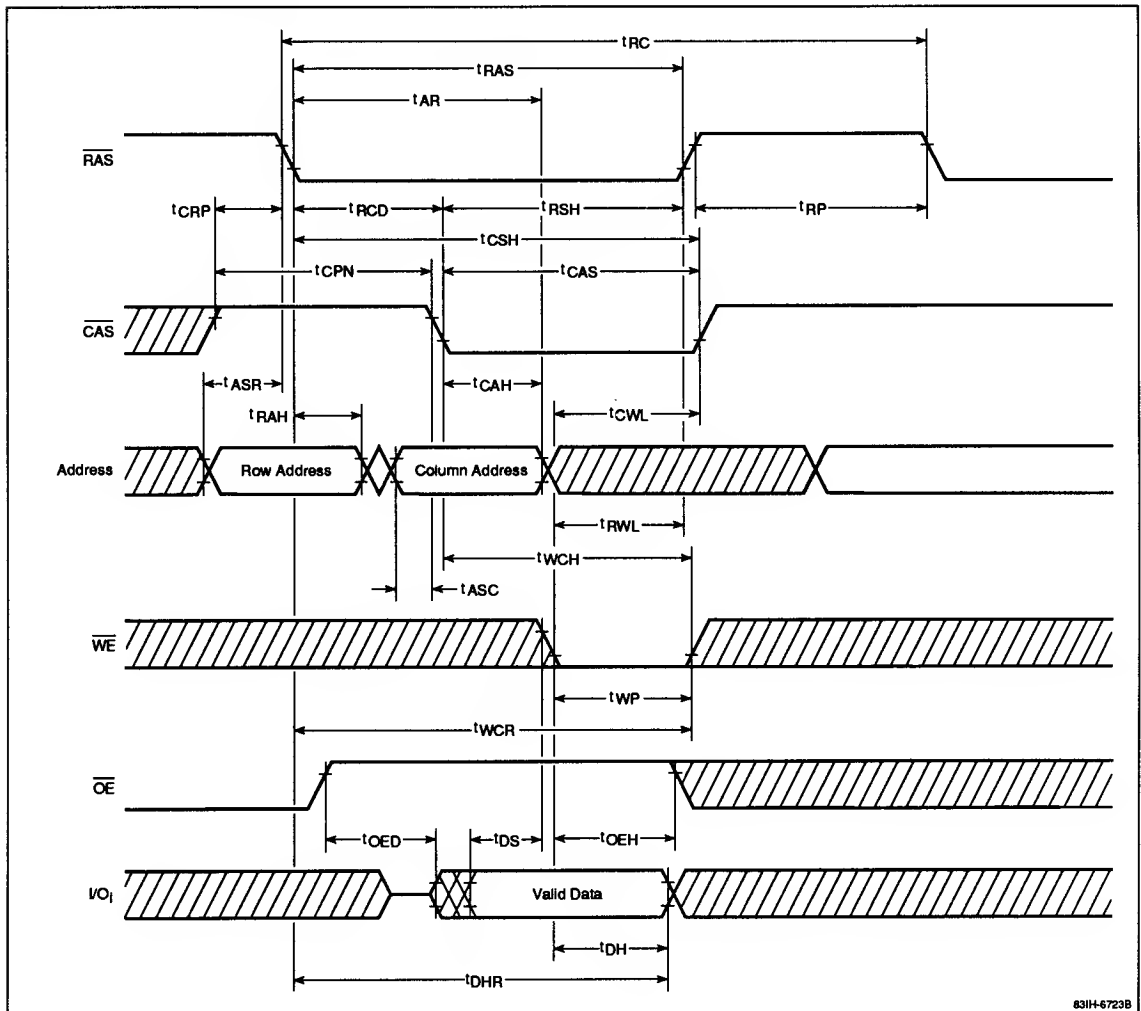 tRC
tRAS
tAR
RAS
tCRP
tRCD
tRSH
tRP
tCSH
tCPN
tCAS
CAS
tASR
tCAH
tRAH
tCWL
Address
Row Address
Column Address
tRWL
tWCH
tASC
WE
tWP
tWCR
OE
tOED
tDS
tOEH
I/Oi
Valid Data
tDH
tDHR
83IH-6723B